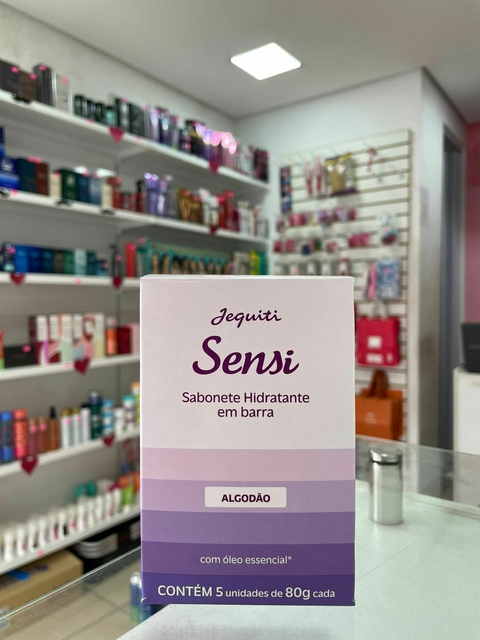 Jequiti
Sensi
Sabonete Hidratante
em barra
ALGODÃO
com óleo essencial*
CONTÉM 5 unidades de 80g cada